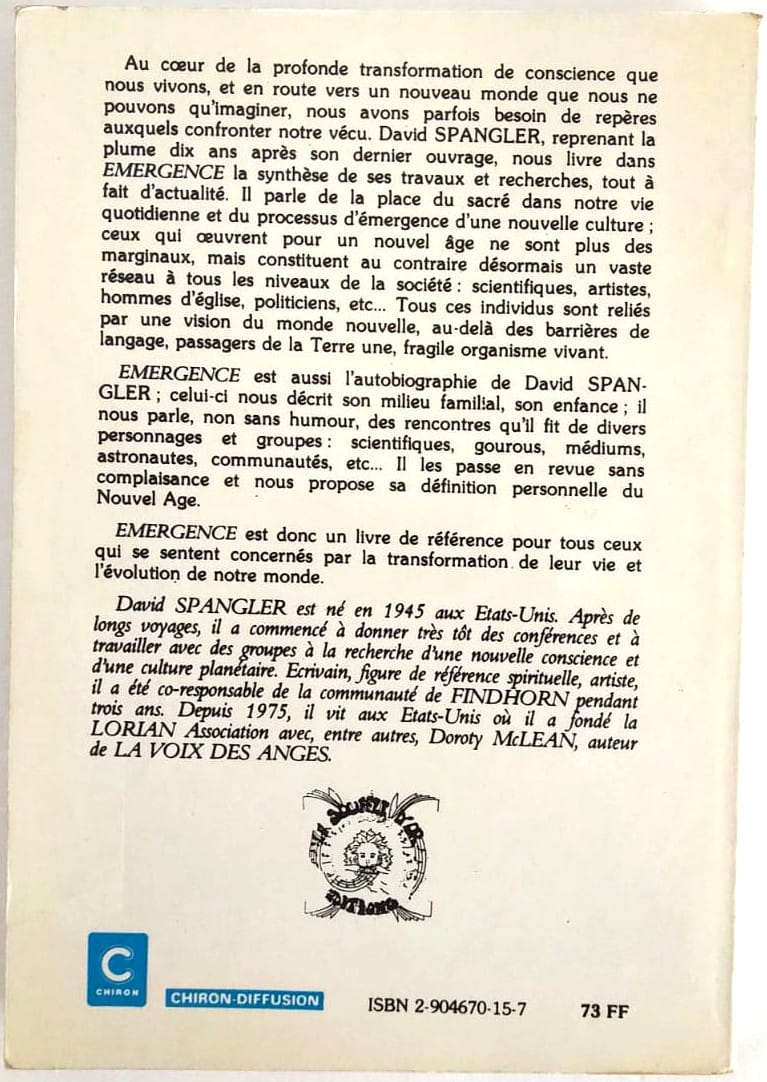 Au cœur de la profonde transformation de conscience que
nous vivons, et en route vers un nouveau monde que nous ne
pouvons qu'imaginer, nous avons parfois besoin de repères
auxquels confronter notre vécu. David SPANGLER, reprenant la
plume dix ans après son dernier ouvrage, nous livre dans
EMERGENCE la synthèse de ses travaux et recherches, tout à
fait d'actualité. Il parle de la place du sacré dans notre vie
quotidienne et du processus d'émergence d'une nouvelle culture ;
ceux qui œuvrent pour un nouvel âge ne sont plus des
marginaux, mais constituent au contraire désormais un vaste
réseau à tous les niveaux de la société : scientifiques, artistes,
hommes d'église, politiciens, etc... Tous ces individus sont reliés
par une vision du monde nouvelle, au-delà des barrières de
langage, passagers de la Terre une, fragile organisme vivant.
EMERGENCE est aussi l'autobiographie de David SPAN-
GLER ; celui-ci nous décrit son milieu familial, son enfance ; il
nous parle, non sans humour, des rencontres qu'il fit de divers
personnages et groupes : scientifiques, gourous, médiums,
astronautes, communautés, etc... Il les passe en revue sans
complaisance et nous propose sa définition personnelle du
Nouvel Age.
EMERGENCE est donc un livre de référence pour tous ceux
qui se sentent concernés par la transformation de leur vie et
l'évolution de notre monde.
David SPANGLER est né en 1945 aux Etats-Unis. Après de
longs voyages, il a commencé à donner très tôt des conférences et à
travailler avec des groupes à la recherche d'une nouvelle conscience et
d'une culture planétaire. Ecrivain, figure de référence spirituelle, artiste,
il a été co-responsable de la communauté de FINDHORN pendant
trois ans. Depuis 1975, il vit aux Etats-Unis où il a fondé la
LORIAN Association avec, entre autres, Doroty McLEAN, auteur
de LA VOIX DES ANGES.
LE SOUFFLE D'OR
EDITIONS
C
CHIRON
CHIRON-DIFFUSION
ISBN 2-904670-15-7
73 FF